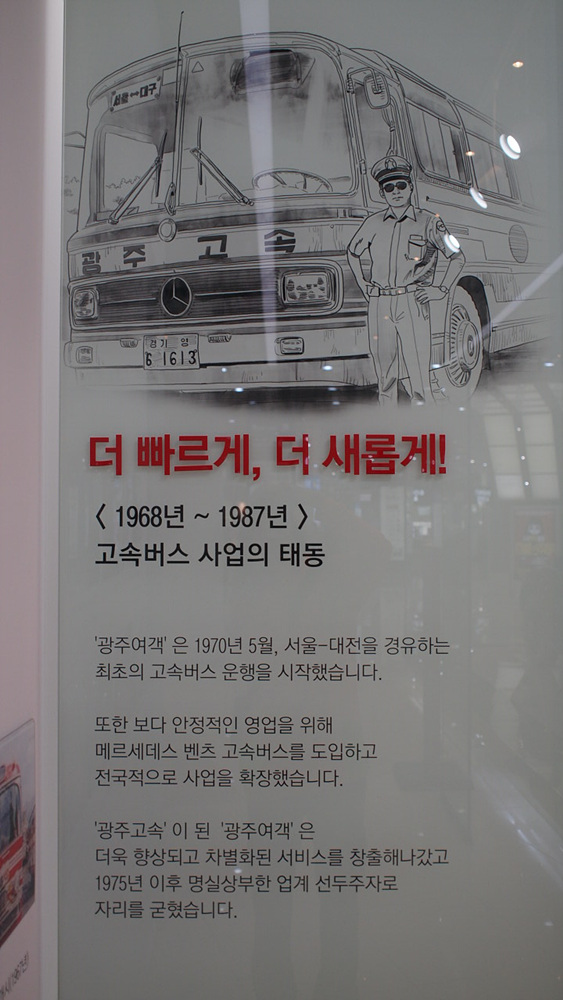 서울↔대구
광주고속
경기 영
6 1613
더 빠르게, 더 새롭게!
< 1968년 ~ 1987년 >
고속버스 사업의 태동
'광주여객' 은 1970년 5월, 서울-대전을 경유하는
최초의 고속버스 운행을 시작했습니다.
또한 보다 안정적인 영업을 위해
메르세데스 벤츠 고속버스를 도입하고
전국적으로 사업을 확장했습니다.
'광주고속' 이 된 '광주여객' 은
더욱 향상되고 차별화된 서비스를 창출해나갔고
1975년 이후 명실상부한 업계 선두주자로
자리를 굳혔습니다.